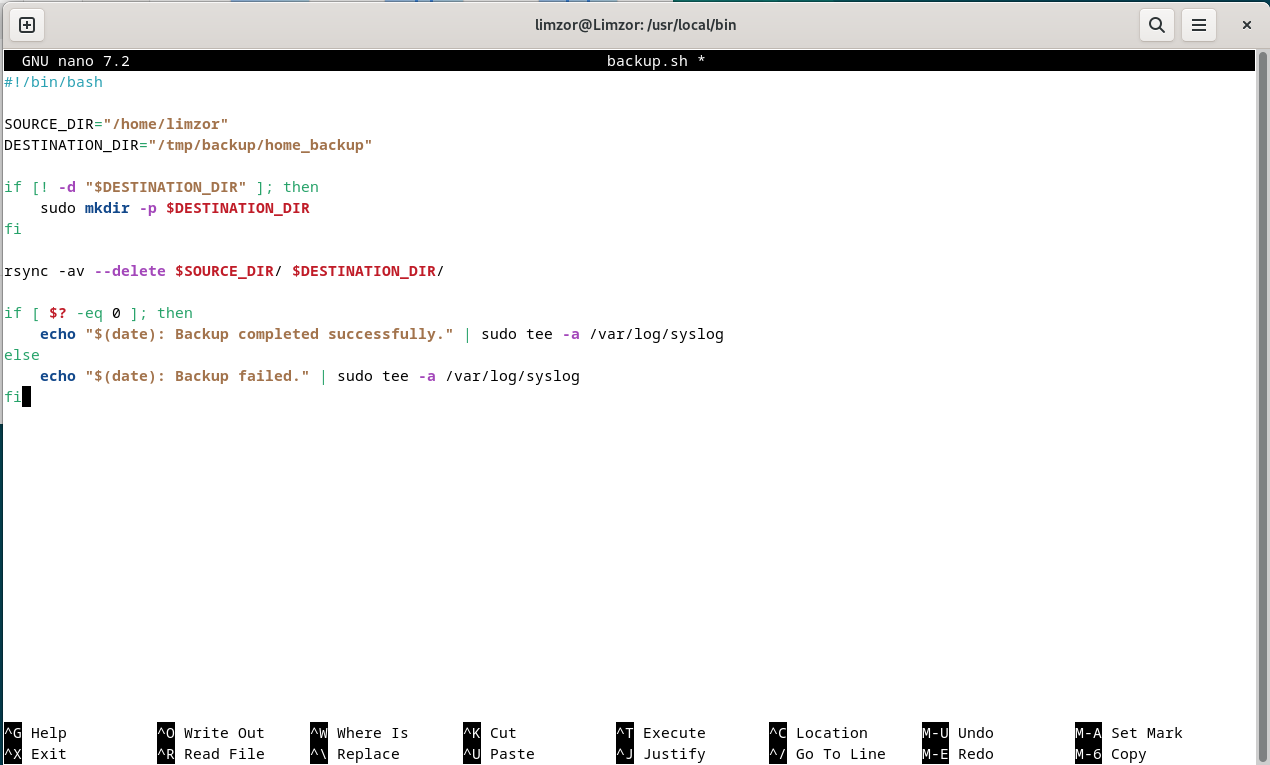 limzor@Limzor: /usr/local/bin
GNU nano 7.2 backup.sh *
#!/bin/bash

SOURCE_DIR="/home/limzor"
DESTINATION_DIR="/tmp/backup/home_backup"

if [! -d "$DESTINATION_DIR" ]; then
    sudo mkdir -p $DESTINATION_DIR
fi

rsync -av --delete $SOURCE_DIR/ $DESTINATION_DIR/

if [ $? -eq 0 ]; then
    echo "$(date): Backup completed successfully." | sudo tee -a /var/log/syslog
else
    echo "$(date): Backup failed." | sudo tee -a /var/log/syslog
fi
^G Help ^O Write Out ^W Where Is ^K Cut ^T Execute ^C Location M-U Undo M-A Set Mark
^X Exit ^R Read File ^\ Replace ^U Paste ^J Justify ^/ Go To Line M-E Redo M-6 Copy